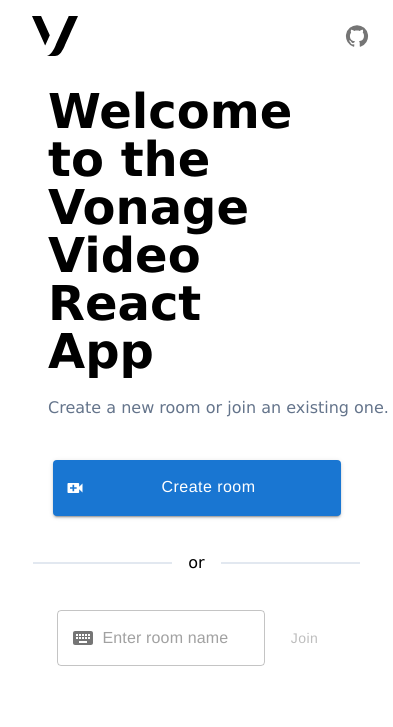 Welcome
to the
Vonage
Video
React
App
Create a new room or join an existing one.
Create room
or
Enter room name
Join